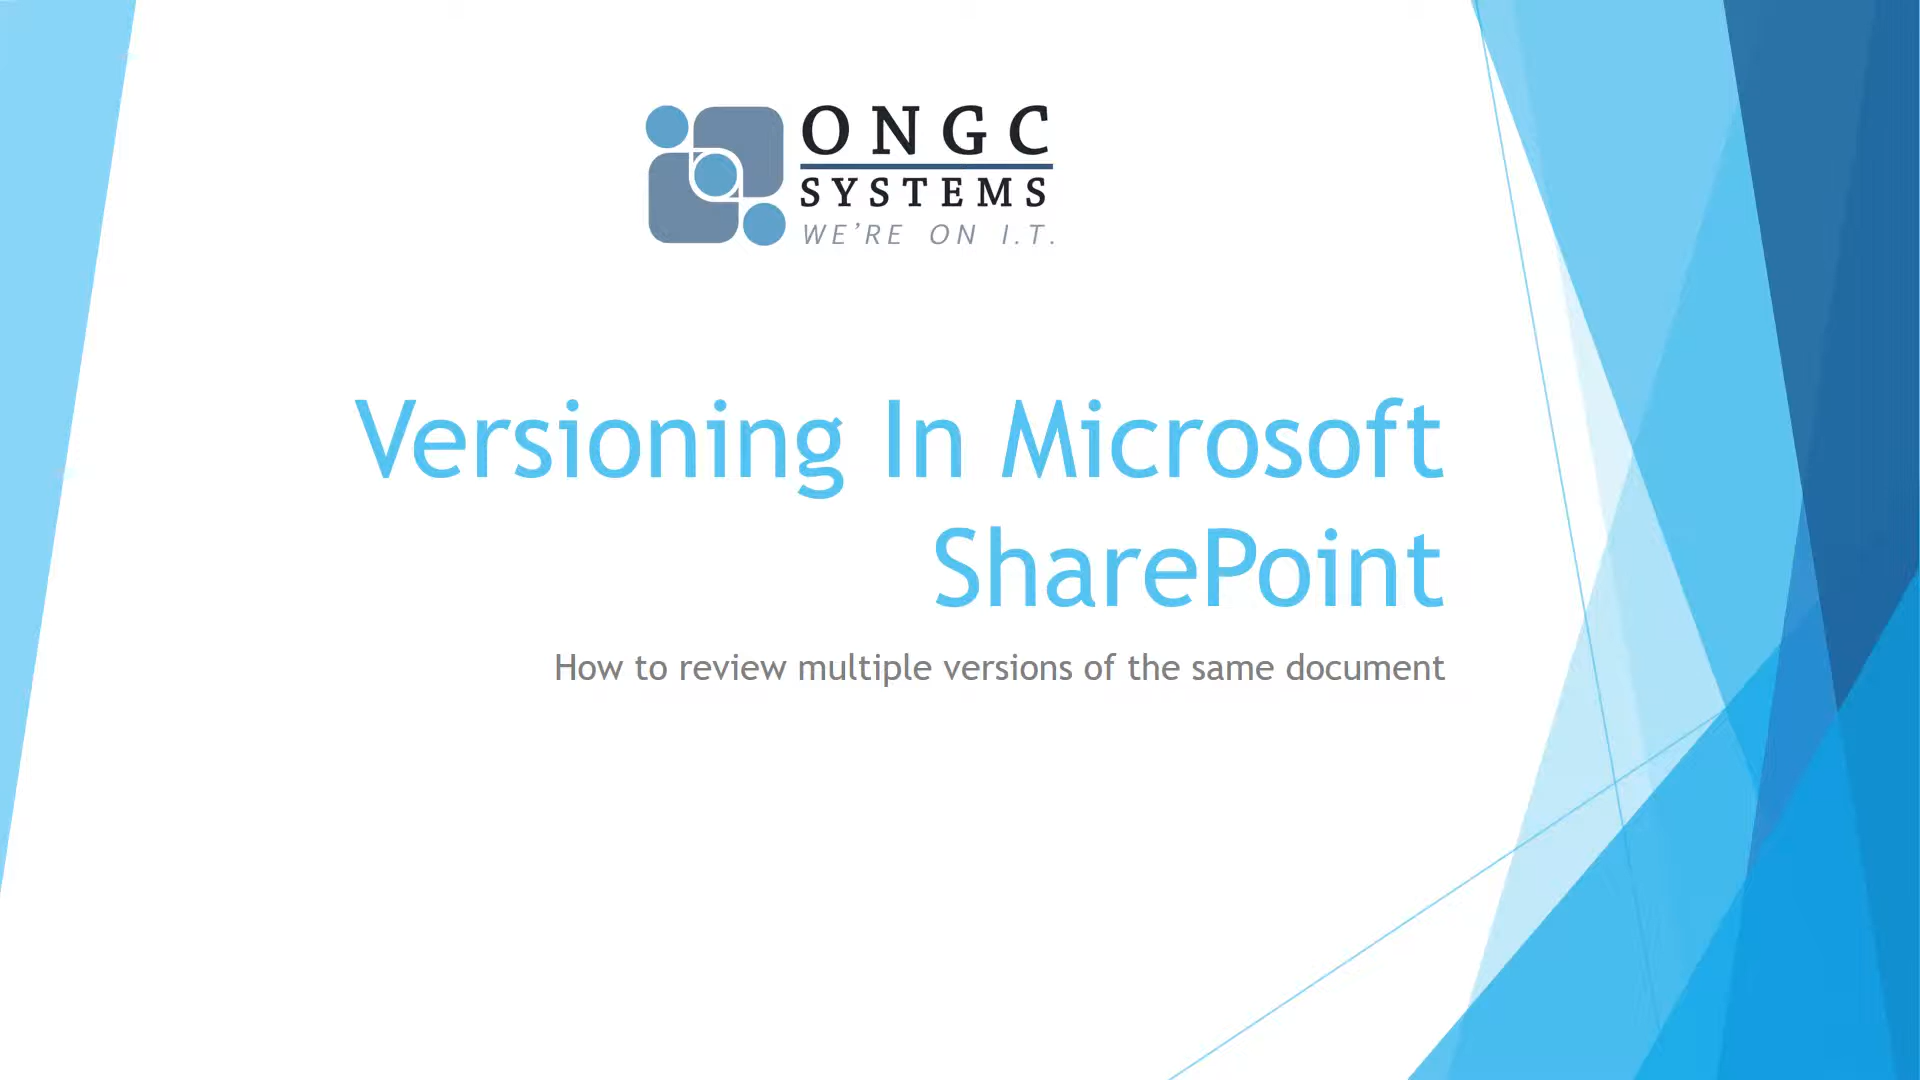 ONGC
SYSTEMS
WE'RE ON I.T.
Versioning In Microsoft
SharePoint
How to review multiple versions of the same document